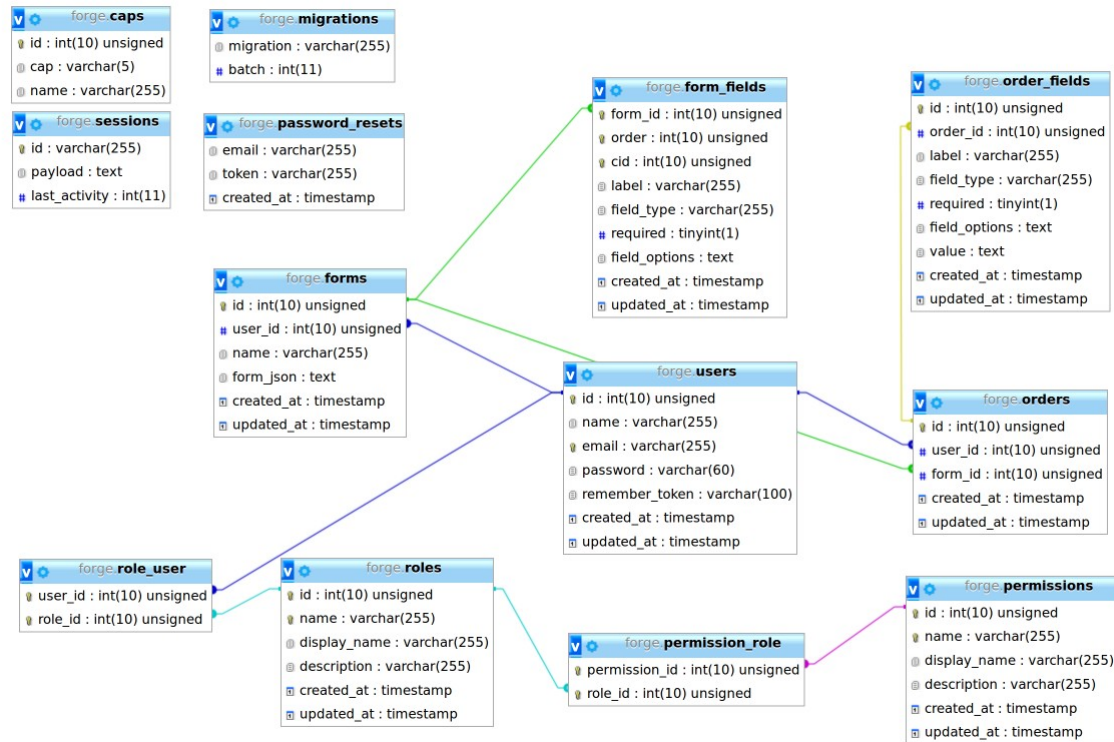 forge.caps
id : int(10) unsigned
cap : varchar(5)
name : varchar(255)
forge.migrations
migration : varchar(255)
batch : int(11)
forge.sessions
id : varchar(255)
payload : text
last_activity : int(11)
forge.password_resets
email : varchar(255)
token : varchar(255)
created_at : timestamp
forge.form_fields
form_id : int(10) unsigned
order : int(10) unsigned
cid : int(10) unsigned
label : varchar(255)
field_type : varchar(255)
required : tinyint(1)
field_options : text
created_at : timestamp
updated_at : timestamp
forge.order_fields
id : int(10) unsigned
order_id : int(10) unsigned
label : varchar(255)
field_type : varchar(255)
required : tinyint(1)
field_options : text
value : text
created_at : timestamp
updated_at : timestamp
forge.forms
id : int(10) unsigned
user_id : int(10) unsigned
name : varchar(255)
form_json : text
created_at : timestamp
updated_at : timestamp
forge.users
id : int(10) unsigned
name : varchar(255)
email : varchar(255)
password : varchar(60)
remember_token : varchar(100)
created_at : timestamp
updated_at : timestamp
forge.orders
id : int(10) unsigned
user_id : int(10) unsigned
form_id : int(10) unsigned
created_at : timestamp
updated_at : timestamp
forge.role_user
user_id : int(10) unsigned
role_id : int(10) unsigned
forge.roles
id : int(10) unsigned
name : varchar(255)
display_name : varchar(255)
description : varchar(255)
created_at : timestamp
updated_at : timestamp
forge.permission_role
permission_id : int(10) unsigned
role_id : int(10) unsigned
forge.permissions
id : int(10) unsigned
name : varchar(255)
display_name : varchar(255)
description : varchar(255)
created_at : timestamp
updated_at : timestamp